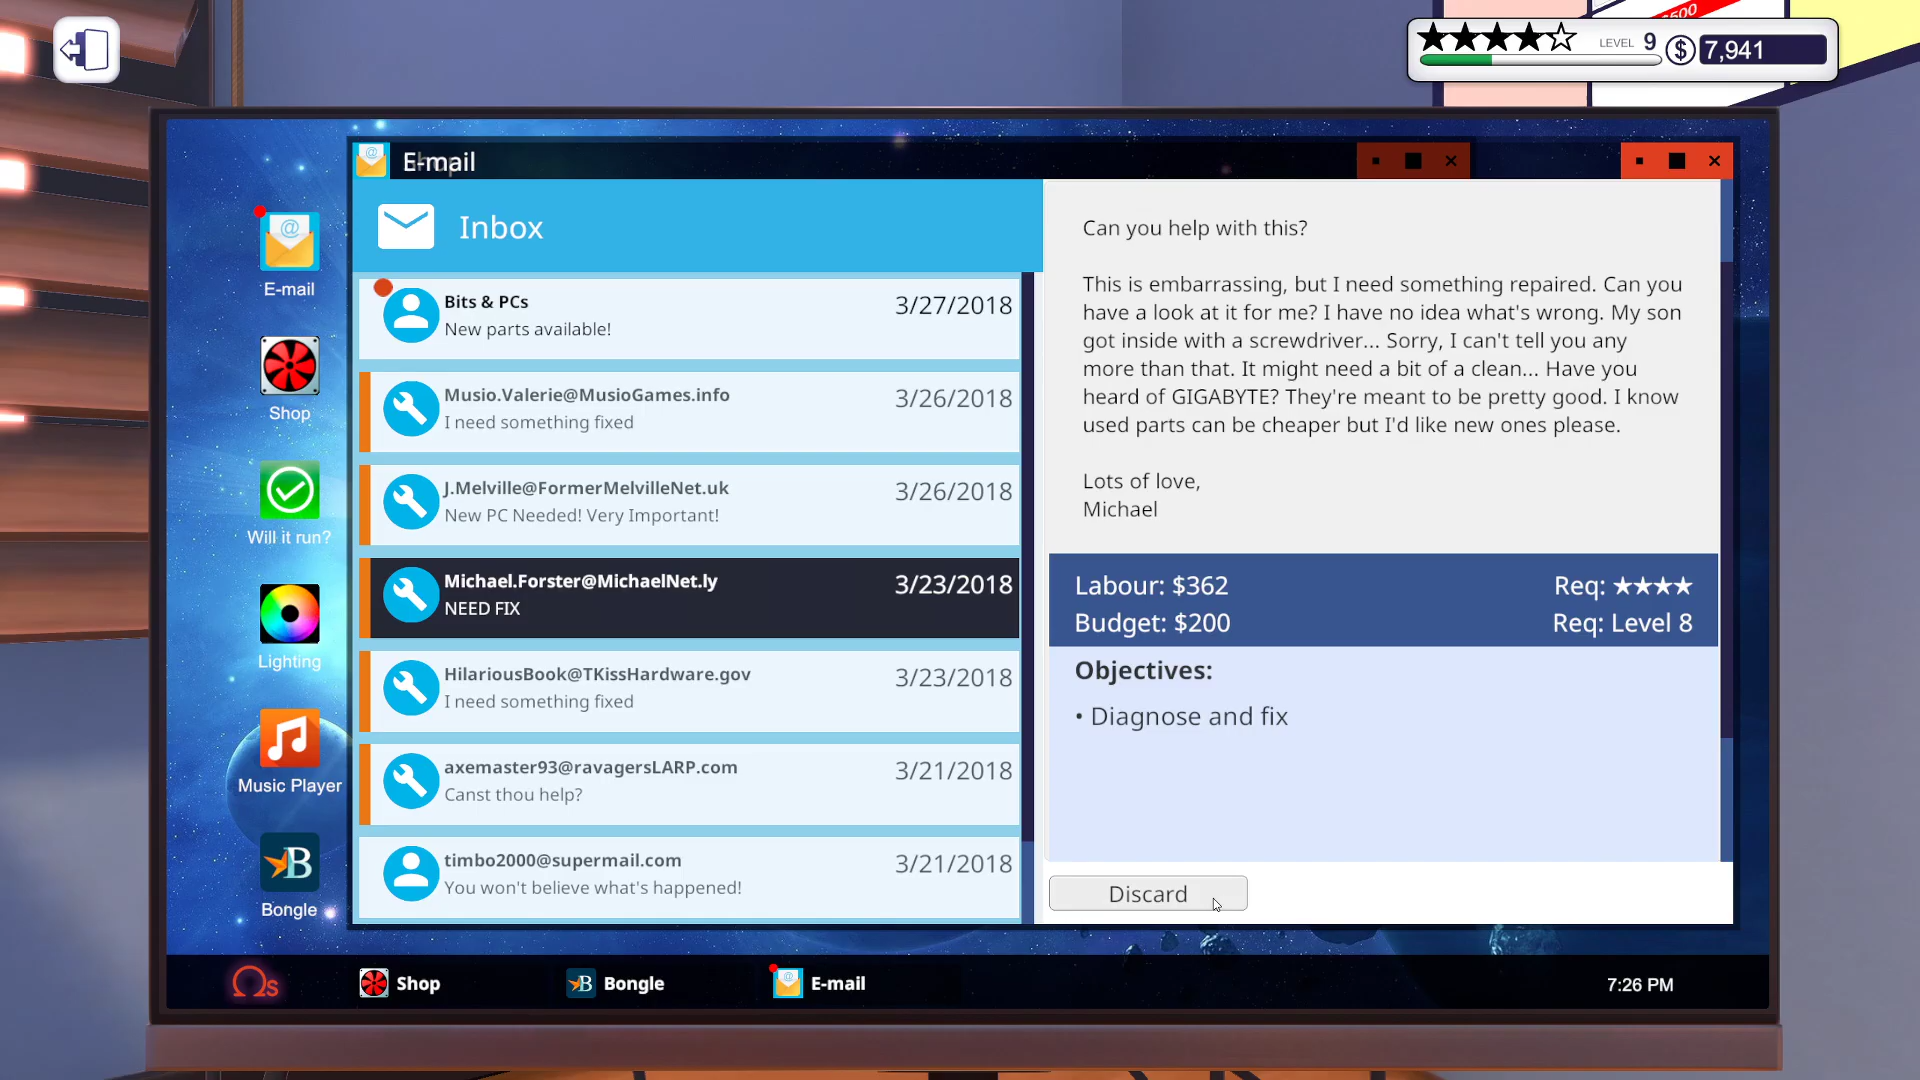 $500
LEVEL 9
$ 7,941
E-mail
Inbox
Bits & PCs
3/27/2018
New parts available!
Musio.Valerie@MusioGames.info
3/26/2018
I need something fixed
J.Melville@FormerMelvilleNet.uk
3/26/2018
New PC Needed! Very Important!
Michael.Forster@MichaelNet.ly
3/23/2018
NEED FIX
HilariousBook@TKissHardware.gov
3/23/2018
I need something fixed
axemaster93@ravagersLARP.com
3/21/2018
Canst thou help?
timbo2000@supermail.com
3/21/2018
You won't believe what's happened!
Can you help with this?
This is embarrassing, but I need something repaired. Can you
have a look at it for me? I have no idea what's wrong. My son
got inside with a screwdriver... Sorry, I can't tell you any
more than that. It might need a bit of a clean... Have you
heard of GIGABYTE? They're meant to be pretty good. I know
used parts can be cheaper but I'd like new ones please.
Lots of love,
Michael
Labour: $362
Req: ★★★★
Budget: $200
Req: Level 8
Objectives:
• Diagnose and fix
Discard
E-mail
Shop
Will it run?
Lighting
Music Player
B
Bongle
Ωs
Shop
B
Bongle
E-mail
7:26 PM